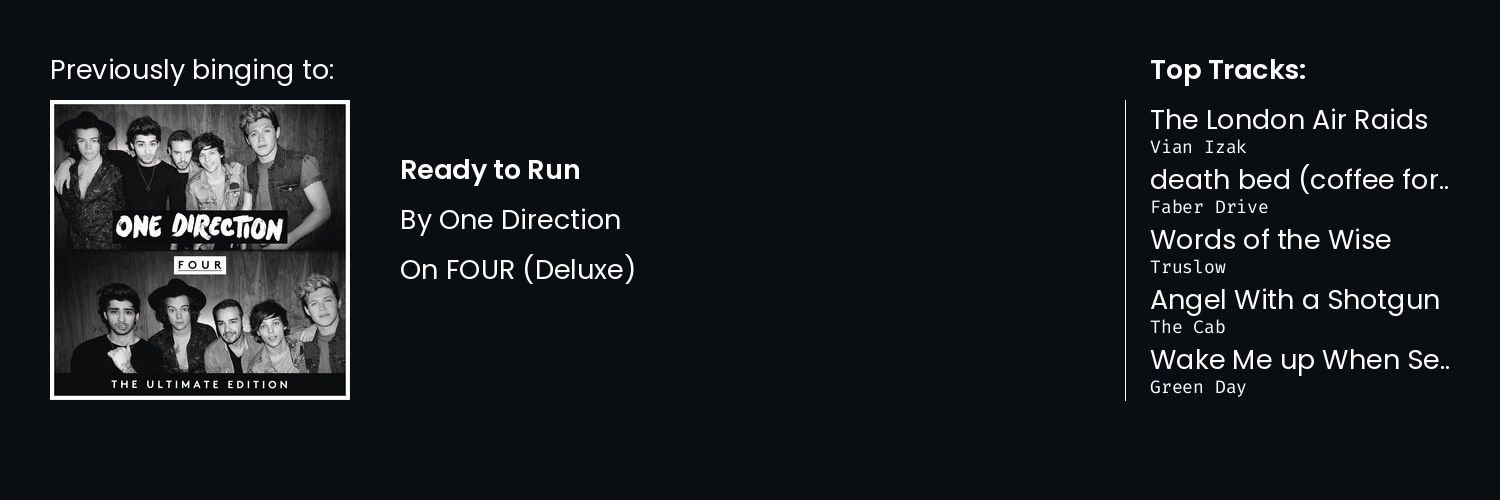 Previously binging to:
ONE DIRECTION
FOUR
THE ULTIMATE EDITION
Ready to Run
By One Direction
On FOUR (Deluxe)
Top Tracks:
The London Air Raids
Vian Izak
death bed (coffee for..
Faber Drive
Words of the Wise
Truslow
Angel With a Shotgun
The Cab
Wake Me up When Se..
Green Day